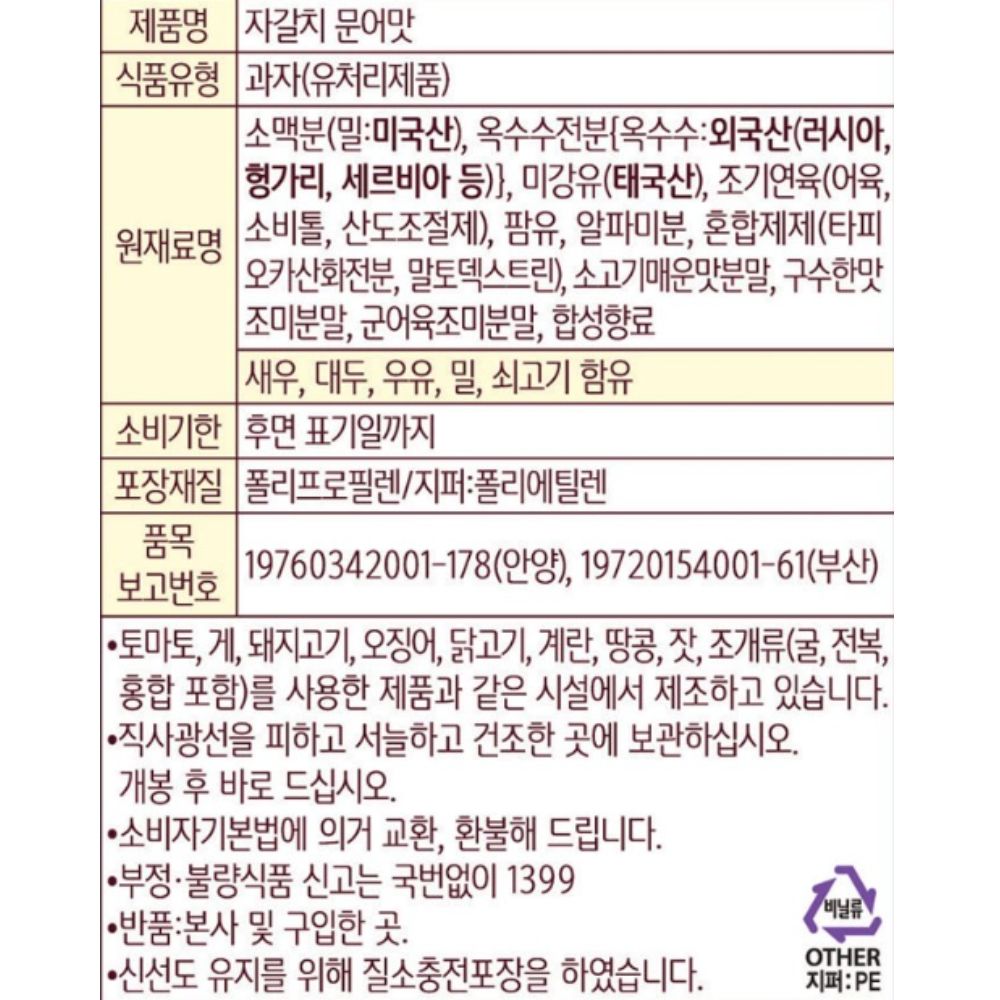 제품명 자갈치 문어맛
식품유형 과자(유처리제품)
원재료명
소맥분(밀:미국산), 옥수수전분{옥수수:외국산(러시아,
헝가리, 세르비아 등)}, 미강유(태국산), 조기연육(어육,
소비톨, 산도조절제), 팜유, 알파미분, 혼합제제(타피
오카산화전분, 말토덱스트린), 소고기매운맛분말, 구수한맛
조미분말, 군어육조미분말, 합성향료
새우, 대두, 우유, 밀, 쇠고기 함유
소비기한 후면 표기일까지
포장재질 폴리프로필렌/지퍼:폴리에틸렌
품목
보고번호
19760342001-178(안양), 19720154001-61(부산)
•토마토, 게, 돼지고기, 오징어, 닭고기, 계란, 땅콩, 잣, 조개류(굴, 전복,
홍합 포함)를 사용한 제품과 같은 시설에서 제조하고 있습니다.
•직사광선을 피하고 서늘하고 건조한 곳에 보관하십시오.
개봉 후 바로 드십시오.
•소비자기본법에 의거 교환, 환불해 드립니다.
•부정·불량식품 신고는 국번없이 1399
•반품:본사 및 구입한 곳.
•신선도 유지를 위해 질소충전포장을 하였습니다.
비닐류
OTHER
지퍼:PE